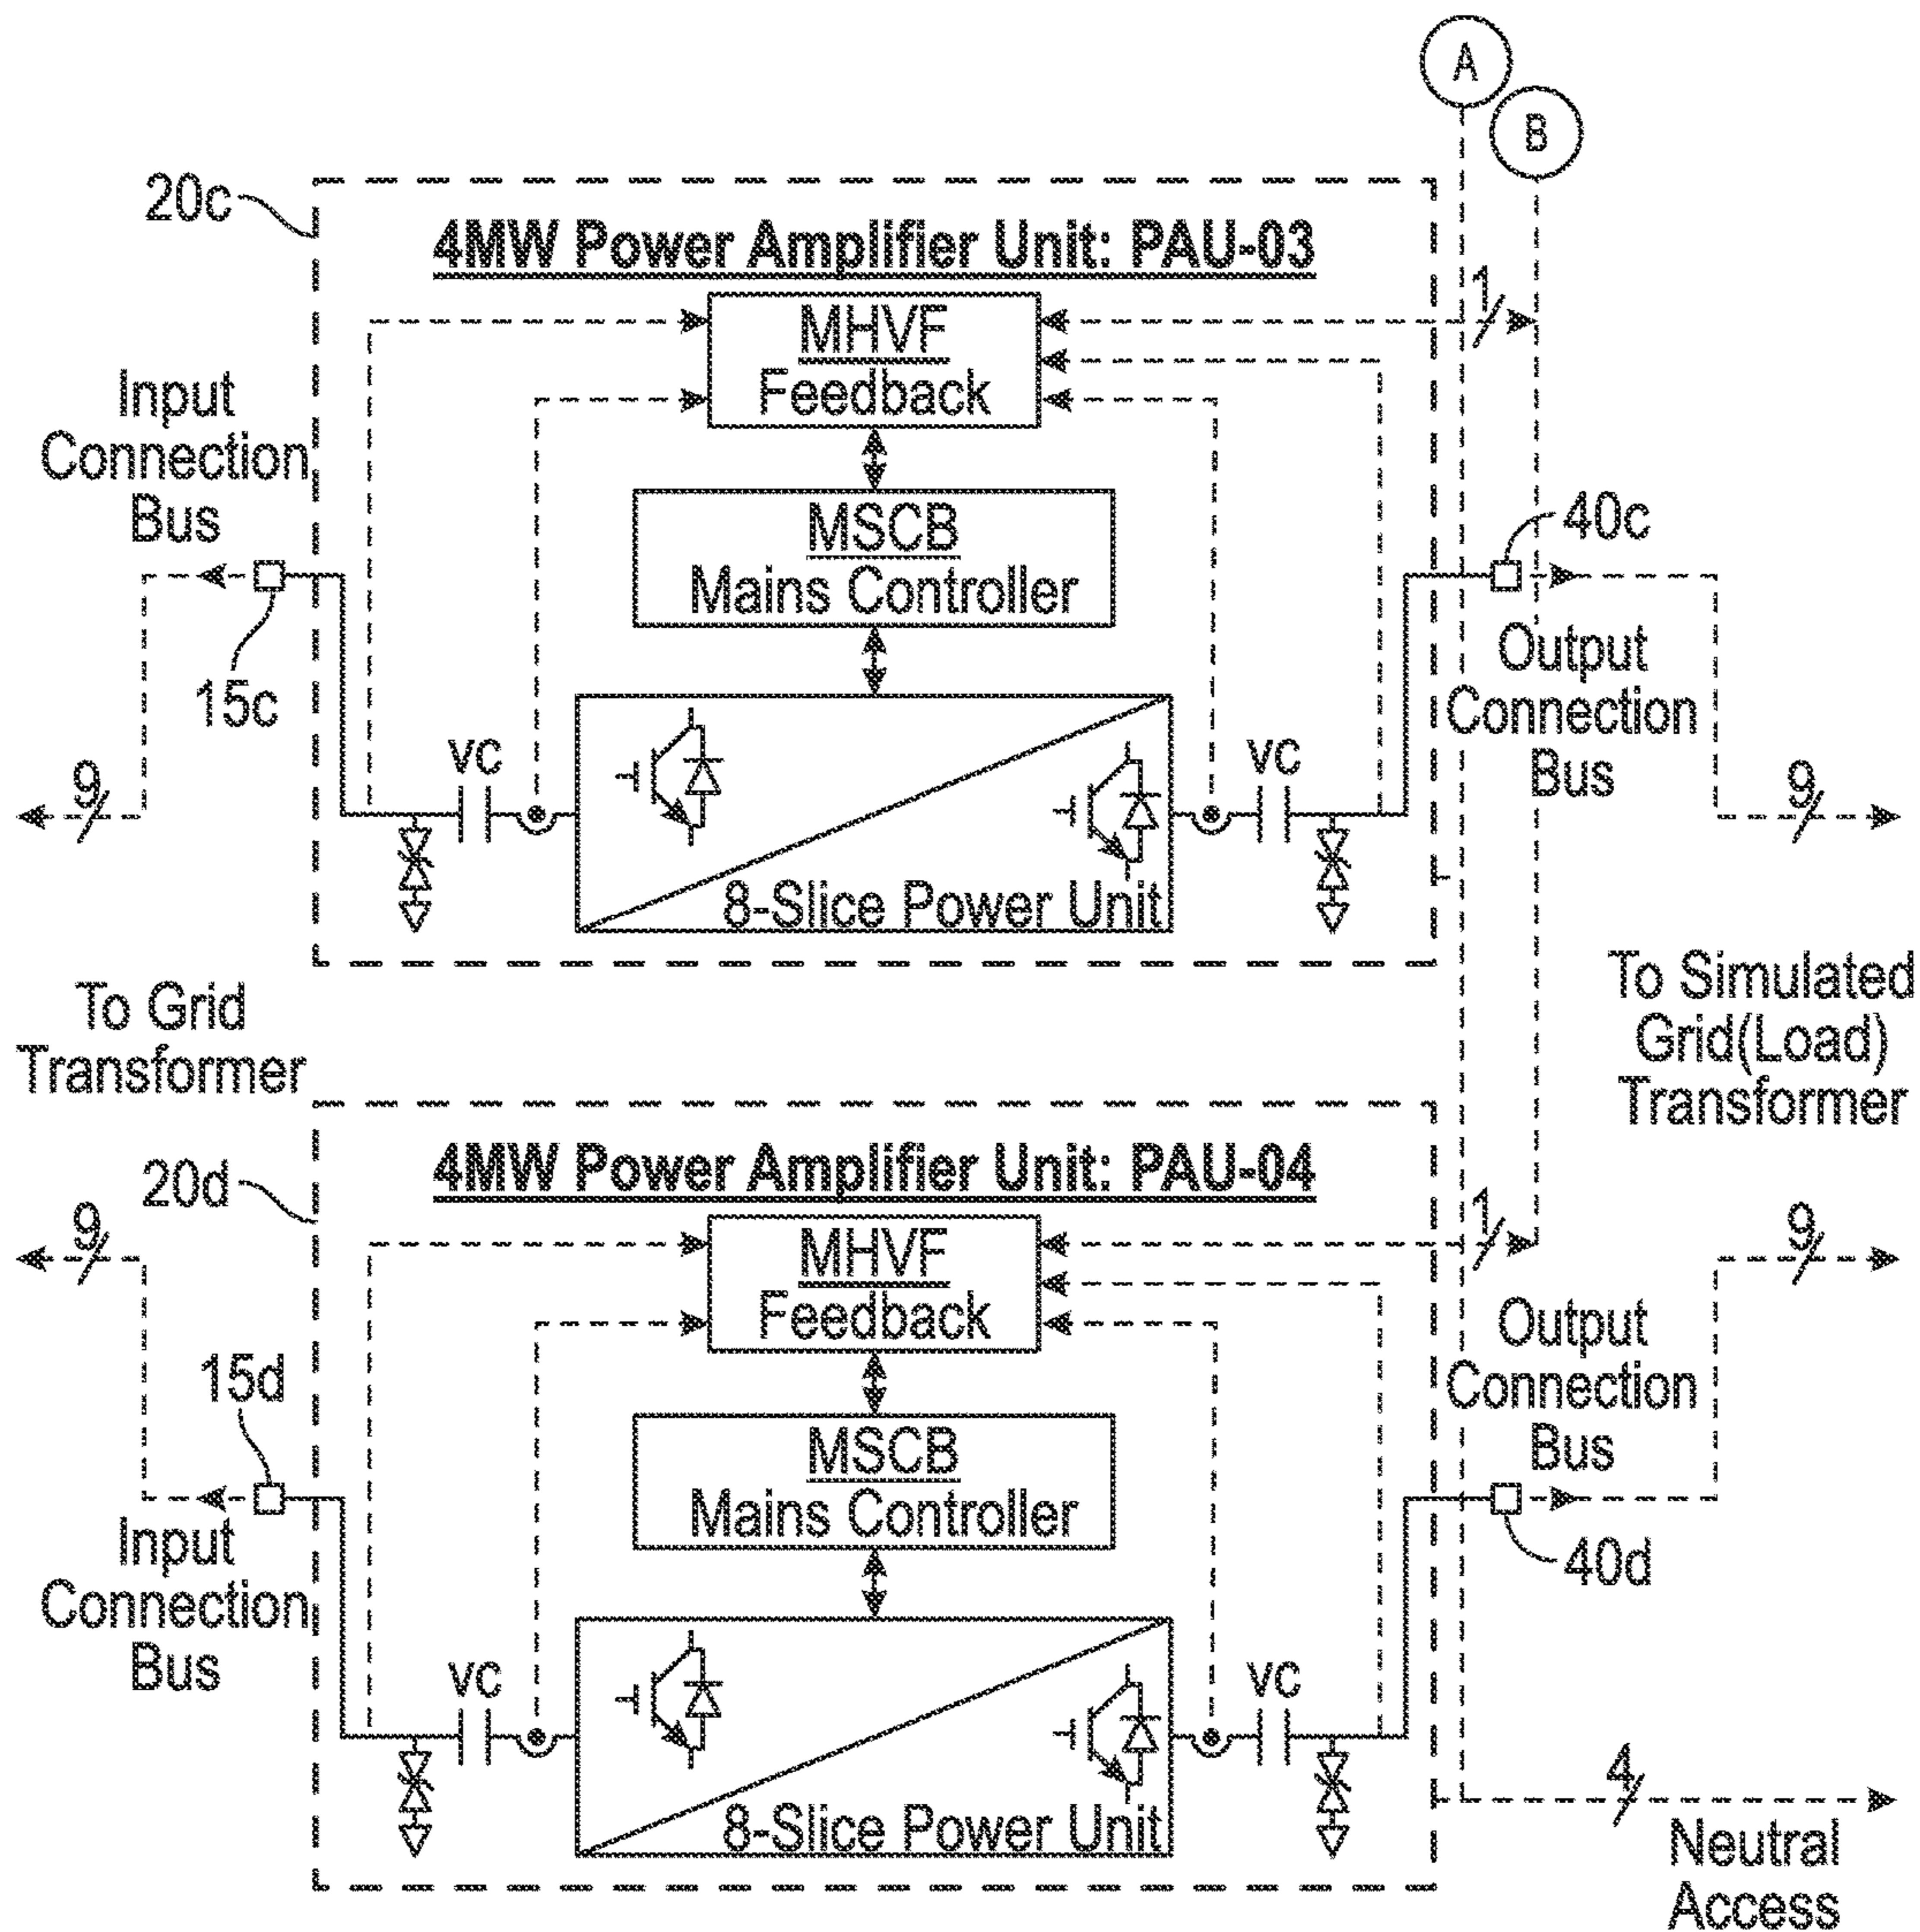 A
B
20c
4MW Power Amplifier Unit: PAU-03
1
MHVF
Feedback
Input
Connection
Bus
MSCB
Mains Controller
40c
15c
Output
Connection
Bus
vc
vc
9
9
8-Slice Power Unit
To Grid
Transformer
To Simulated
Grid(Load)
Transformer
20d
4MW Power Amplifier Unit: PAU-04
9
1
9
MHVF
Feedback
15d
Output
Connection
Bus
MSCB
Mains Controller
Input
Connection
Bus
40d
vc
vc
4
8-Slice Power Unit
Neutral
Access